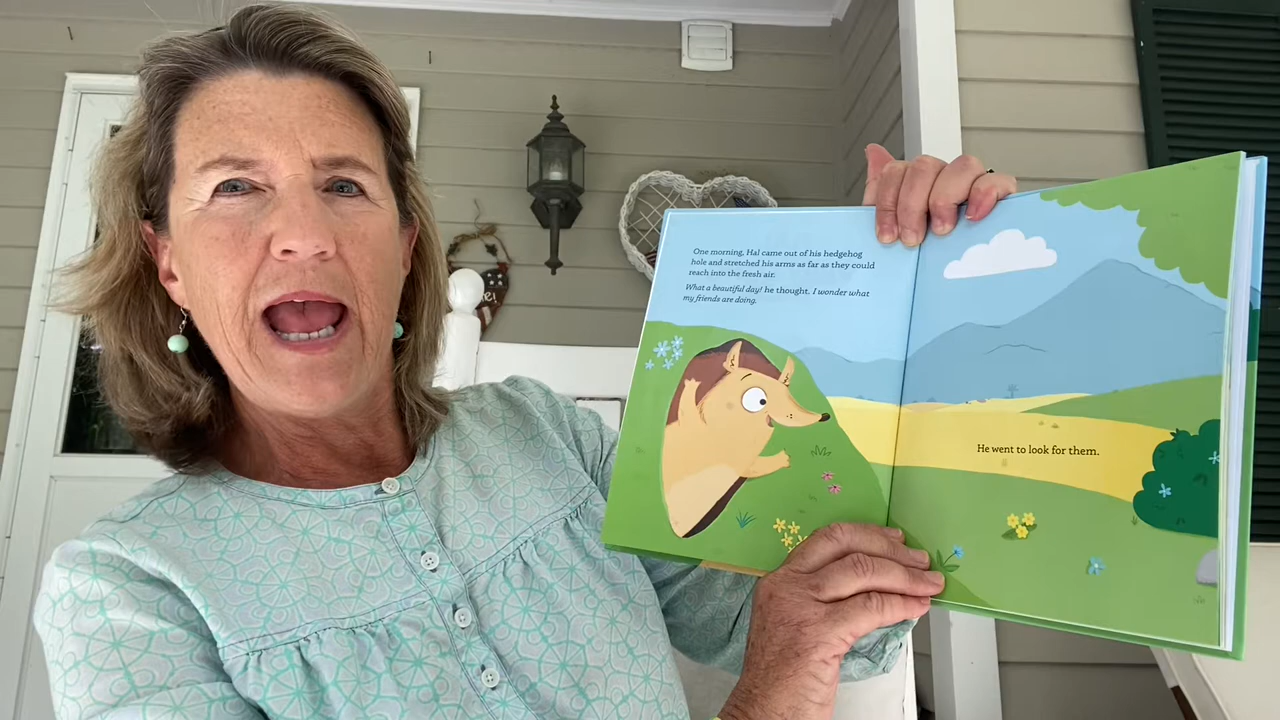 One morning, Hal came out of his hedgehog
hole and stretched his arms as far as they could
reach into the fresh air.
What a beautiful day! he thought. I wonder what
my friends are doing.
He went to look for them.